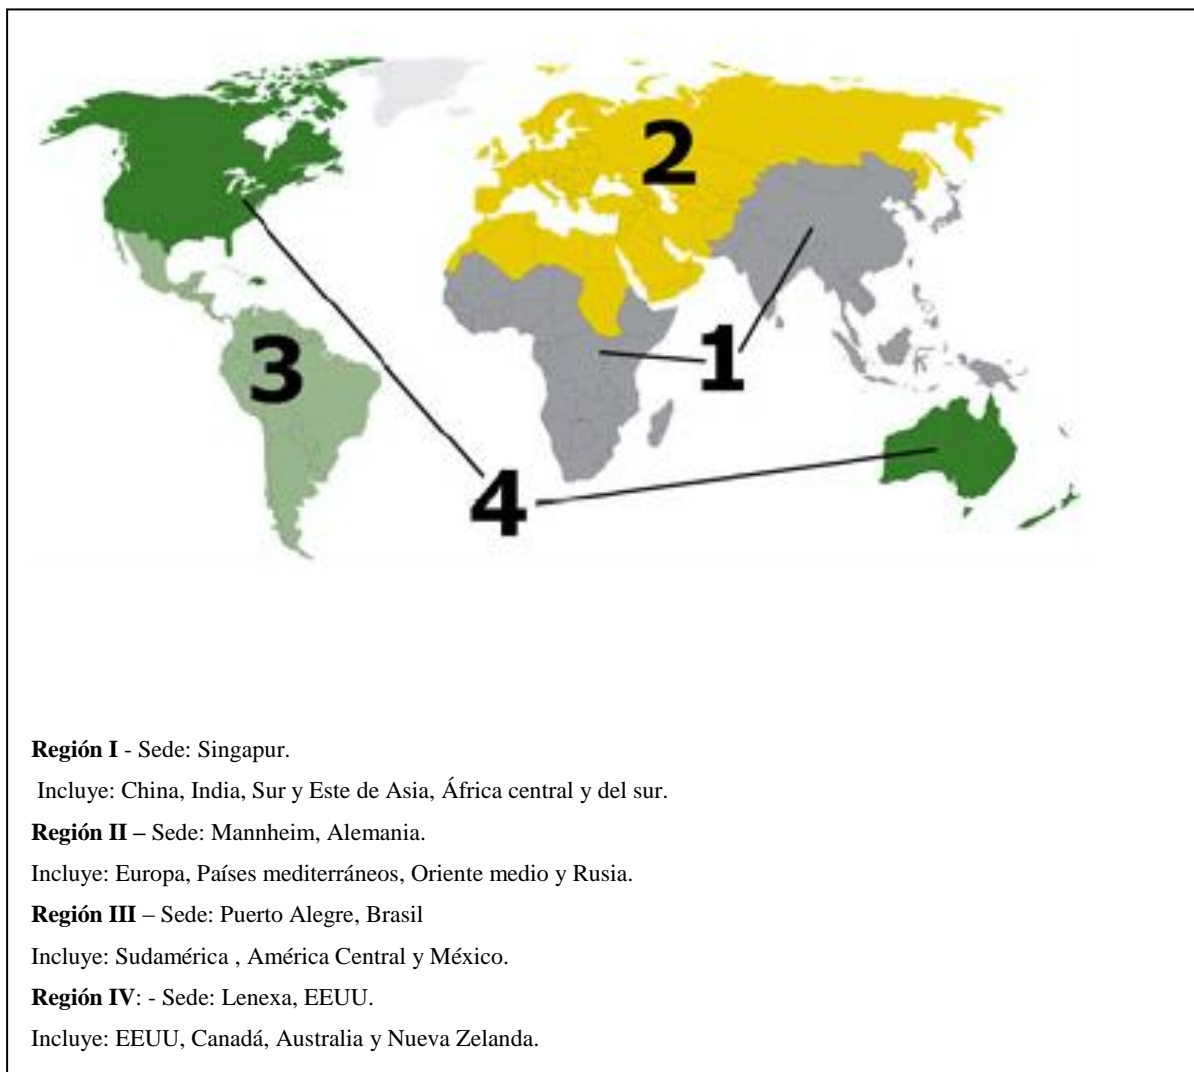 2
1
3
4
Región I - Sede: Singapur.
Incluye: China, India, Sur y Este de Asia, África central y del sur.
Región II – Sede: Mannheim, Alemania.
Incluye: Europa, Países mediterráneos, Oriente medio y Rusia.
Región III – Sede: Puerto Alegre, Brasil
Incluye: Sudamérica , América Central y México.
Región IV: - Sede: Lenexa, EEUU.
Incluye: EEUU, Canadá, Australia y Nueva Zelanda.